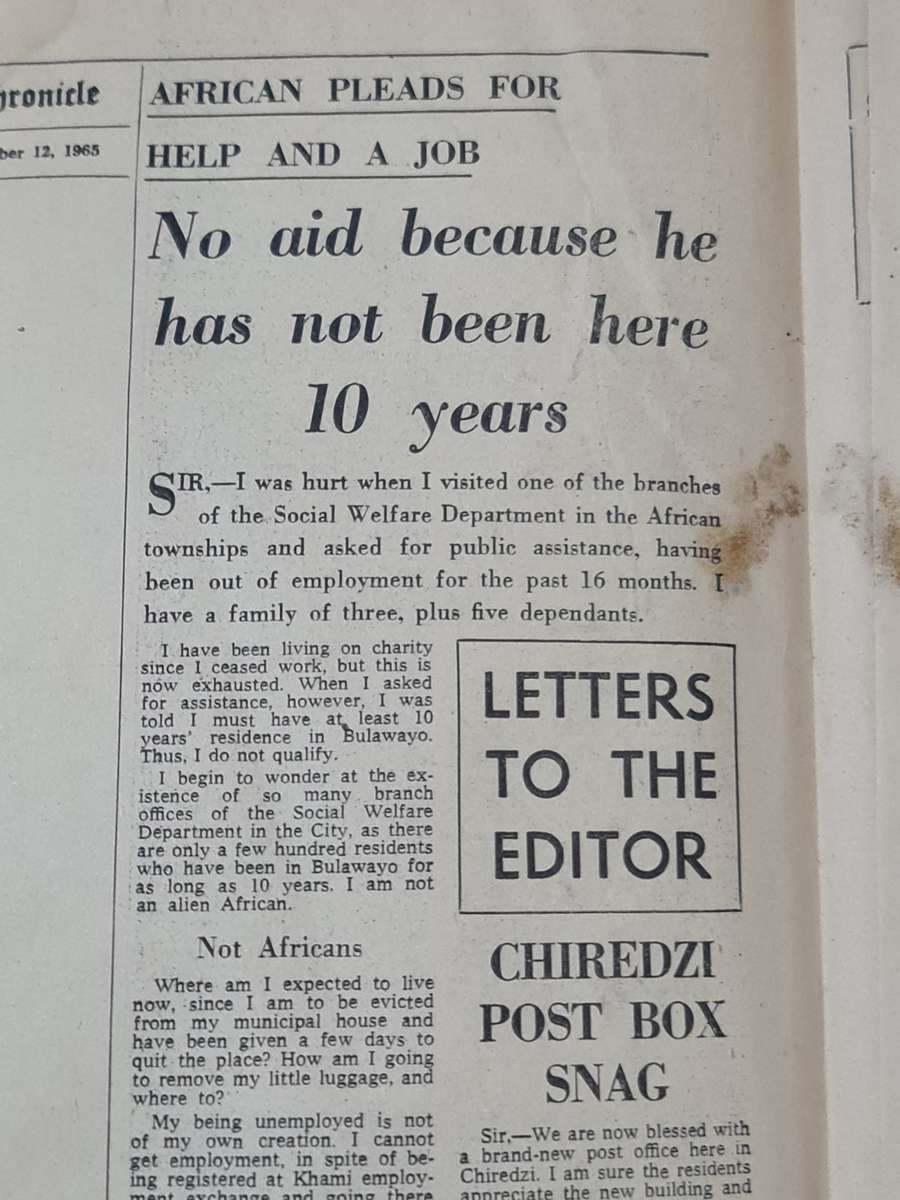 hronicle
ber 12, 1965
AFRICAN PLEADS FOR
HELP AND A JOB
No aid because he
has not been here
10 years
SIR,—I was hurt when I visited one of the branches
of the Social Welfare Department in the African
townships and asked for public assistance, having
been out of employment for the past 16 months. I
have a family of three, plus five dependants.
I have been living on charity
since I ceased work, but this is
now exhausted. When I asked
for assistance, however, I was
told I must have at least 10
years' residence in Bulawayo.
Thus, I do not qualify.
I begin to wonder at the ex-
istence of so many branch
offices of the Social Welfare
Department in the City, as there
are only a few hundred residents
who have been in Bulawayo for
as long as 10 years. I am not
an alien African.
Not Africans
Where am I expected to live
now, since I am to be evicted
from my municipal house and
have been given a few days to
quit the place? How am I going
to remove my little luggage, and
where to?
My being unemployed is not
of my own creation. I cannot
get employment, in spite of be-
ing registered at Khami employ-
ment exchange and going there
LETTERS
TO THE
EDITOR
CHIREDZI
POST BOX
SNAG
Sir,—We are now blessed with
a brand-new post office here in
Chiredzi. I am sure the residents
appreciate the new building and